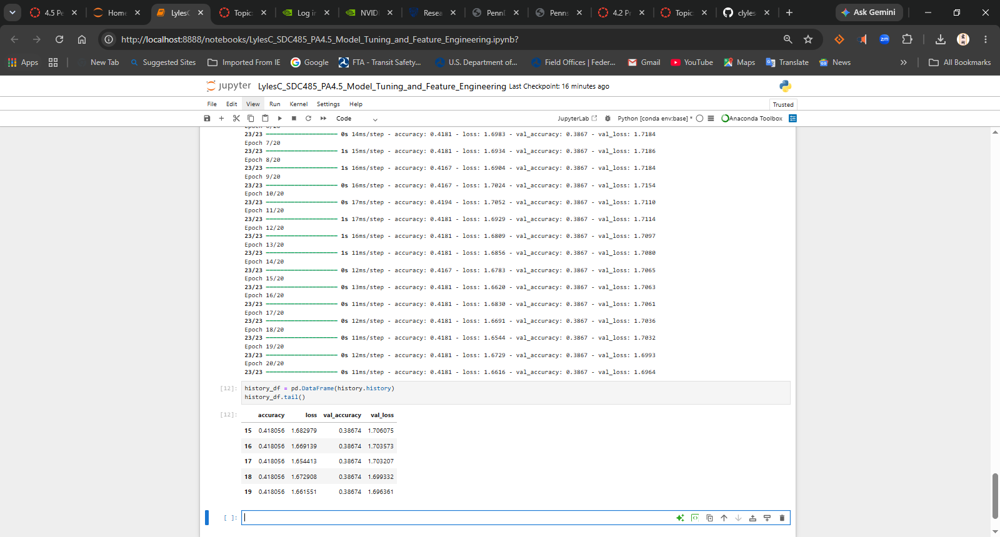 4.5 Pe
Home
LylesC
Topic:
Log in
NVIDI
Resea
PennD
Penns
4.2 Pr
Topic
clyles
Ask Gemini
http://localhost:8888/notebooks/LylesC_SDC485_PA4.5_Model_Tuning_and_Feature_Engineering.ipynb?
zm
Apps
New Tab
Suggested Sites
Imported From IE
Google
FTA - Transit Safety...
U.S. Department of...
Field Offices | Feder...
Gmail
YouTube
Maps
Translate
News
»
All Bookmarks
jupyter LylesC_SDC485_PA4.5_Model_Tuning_and_Feature_Engineering Last Checkpoint: 16 minutes ago
File Edit View Run Kernel Settings Help
Trusted
Code
JupyterLab
Python [conda env:base] *
Anaconda Toolbox
23/23 0s 14ms/step - accuracy: 0.4181 - loss: 1.6983 - val_accuracy: 0.3867 - val_loss: 1.7184
Epoch 7/20
23/23 1s 15ms/step - accuracy: 0.4181 - loss: 1.6934 - val_accuracy: 0.3867 - val_loss: 1.7186
Epoch 8/20
23/23 1s 16ms/step - accuracy: 0.4167 - loss: 1.6904 - val_accuracy: 0.3867 - val_loss: 1.7184
Epoch 9/20
23/23 0s 16ms/step - accuracy: 0.4167 - loss: 1.7024 - val_accuracy: 0.3867 - val_loss: 1.7154
Epoch 10/20
23/23 0s 17ms/step - accuracy: 0.4194 - loss: 1.7052 - val_accuracy: 0.3867 - val_loss: 1.7110
Epoch 11/20
23/23 1s 17ms/step - accuracy: 0.4181 - loss: 1.6929 - val_accuracy: 0.3867 - val_loss: 1.7114
Epoch 12/20
23/23 1s 16ms/step - accuracy: 0.4181 - loss: 1.6809 - val_accuracy: 0.3867 - val_loss: 1.7097
Epoch 13/20
23/23 1s 11ms/step - accuracy: 0.4181 - loss: 1.6856 - val_accuracy: 0.3867 - val_loss: 1.7080
Epoch 14/20
23/23 0s 12ms/step - accuracy: 0.4167 - loss: 1.6783 - val_accuracy: 0.3867 - val_loss: 1.7065
Epoch 15/20
23/23 0s 13ms/step - accuracy: 0.4181 - loss: 1.6620 - val_accuracy: 0.3867 - val_loss: 1.7063
Epoch 16/20
23/23 0s 11ms/step - accuracy: 0.4181 - loss: 1.6830 - val_accuracy: 0.3867 - val_loss: 1.7061
Epoch 17/20
23/23 0s 12ms/step - accuracy: 0.4181 - loss: 1.6691 - val_accuracy: 0.3867 - val_loss: 1.7036
Epoch 18/20
23/23 0s 11ms/step - accuracy: 0.4181 - loss: 1.6544 - val_accuracy: 0.3867 - val_loss: 1.7032
Epoch 19/20
23/23 0s 12ms/step - accuracy: 0.4181 - loss: 1.6729 - val_accuracy: 0.3867 - val_loss: 1.6993
Epoch 20/20
23/23 0s 11ms/step - accuracy: 0.4181 - loss: 1.6616 - val_accuracy: 0.3867 - val_loss: 1.6964
[12]: history_df = pd.DataFrame(history.history)
history_df.tail()
[12]: accuracy loss val_accuracy val_loss
15 0.418056 1.682979 0.38674 1.706075
16 0.418056 1.669139 0.38674 1.703573
17 0.418056 1.654413 0.38674 1.703207
18 0.418056 1.672908 0.38674 1.699332
19 0.418056 1.661551 0.38674 1.696361
[ ]: